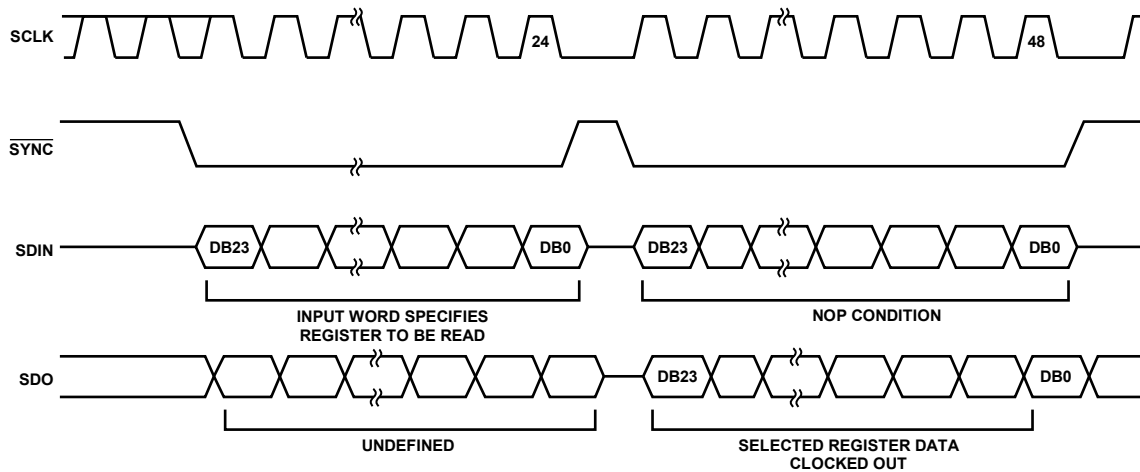 SCLK
24
48
SYNC
SDIN
DB23
DB0
DB23
DB0
INPUT WORD SPECIFIES
REGISTER TO BE READ
NOP CONDITION
SDO
DB23
DB0
UNDEFINED
SELECTED REGISTER DATA
CLOCKED OUT